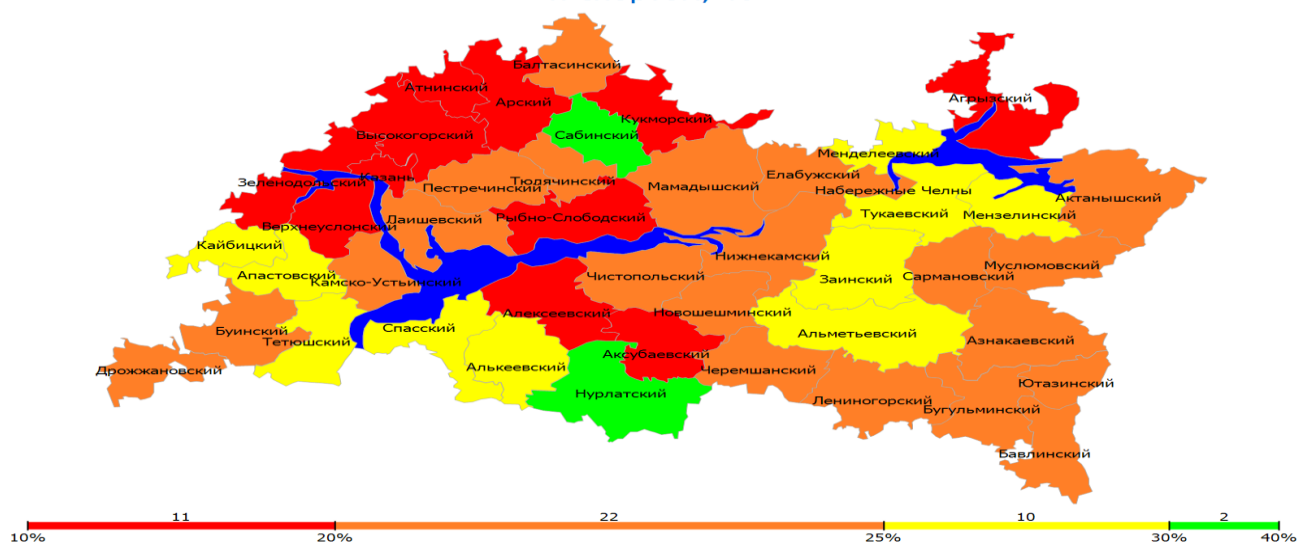 Балтасинский
Атнинский
Агрызский
Арский
Кукморский
Высокогорский
Сабинский
Менделеевский
Казань
Тюлячинский
Елабужский
Зеленодольский
Пестречинский
Мамадышский
Набережные Челны
Актанышский
Лаишевский
Рыбно-Слободский
Тукаевский
Мензелинский
Верхнеуслонский
Кайбицкий
Нижнекамский
Муслюмовский
Апастовский
Камско-Устьинский
Чистопольский
Заинский
Сармановский
Алексеевский
Новошешминский
Буинский
Спасский
Альметьевский
Тетюшский
Азнакаевский
Аксубаевский
Дрожжановский
Алькеевский
Черемшанский
Ютазинский
Нурлатский
Лениногорский
Бугульминский
Бавлинский
11 22 10 2
10% 20% 25% 30% 40%